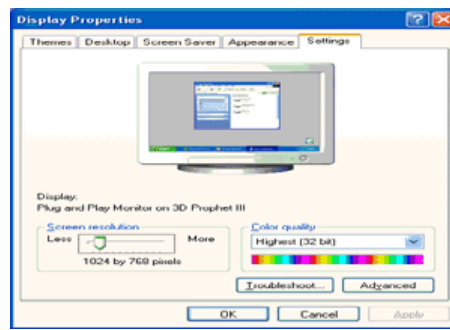 Display Properties
Themes Desktop Screen Saver Appearance Settings
Display:
Plug and Play Monitor on 3D Prophet III
Screen resolution
Less More
1024 by 768 pixels
Color quality
Highest (32 bit)
Troubleshoot... Advanced
OK Cancel Apply